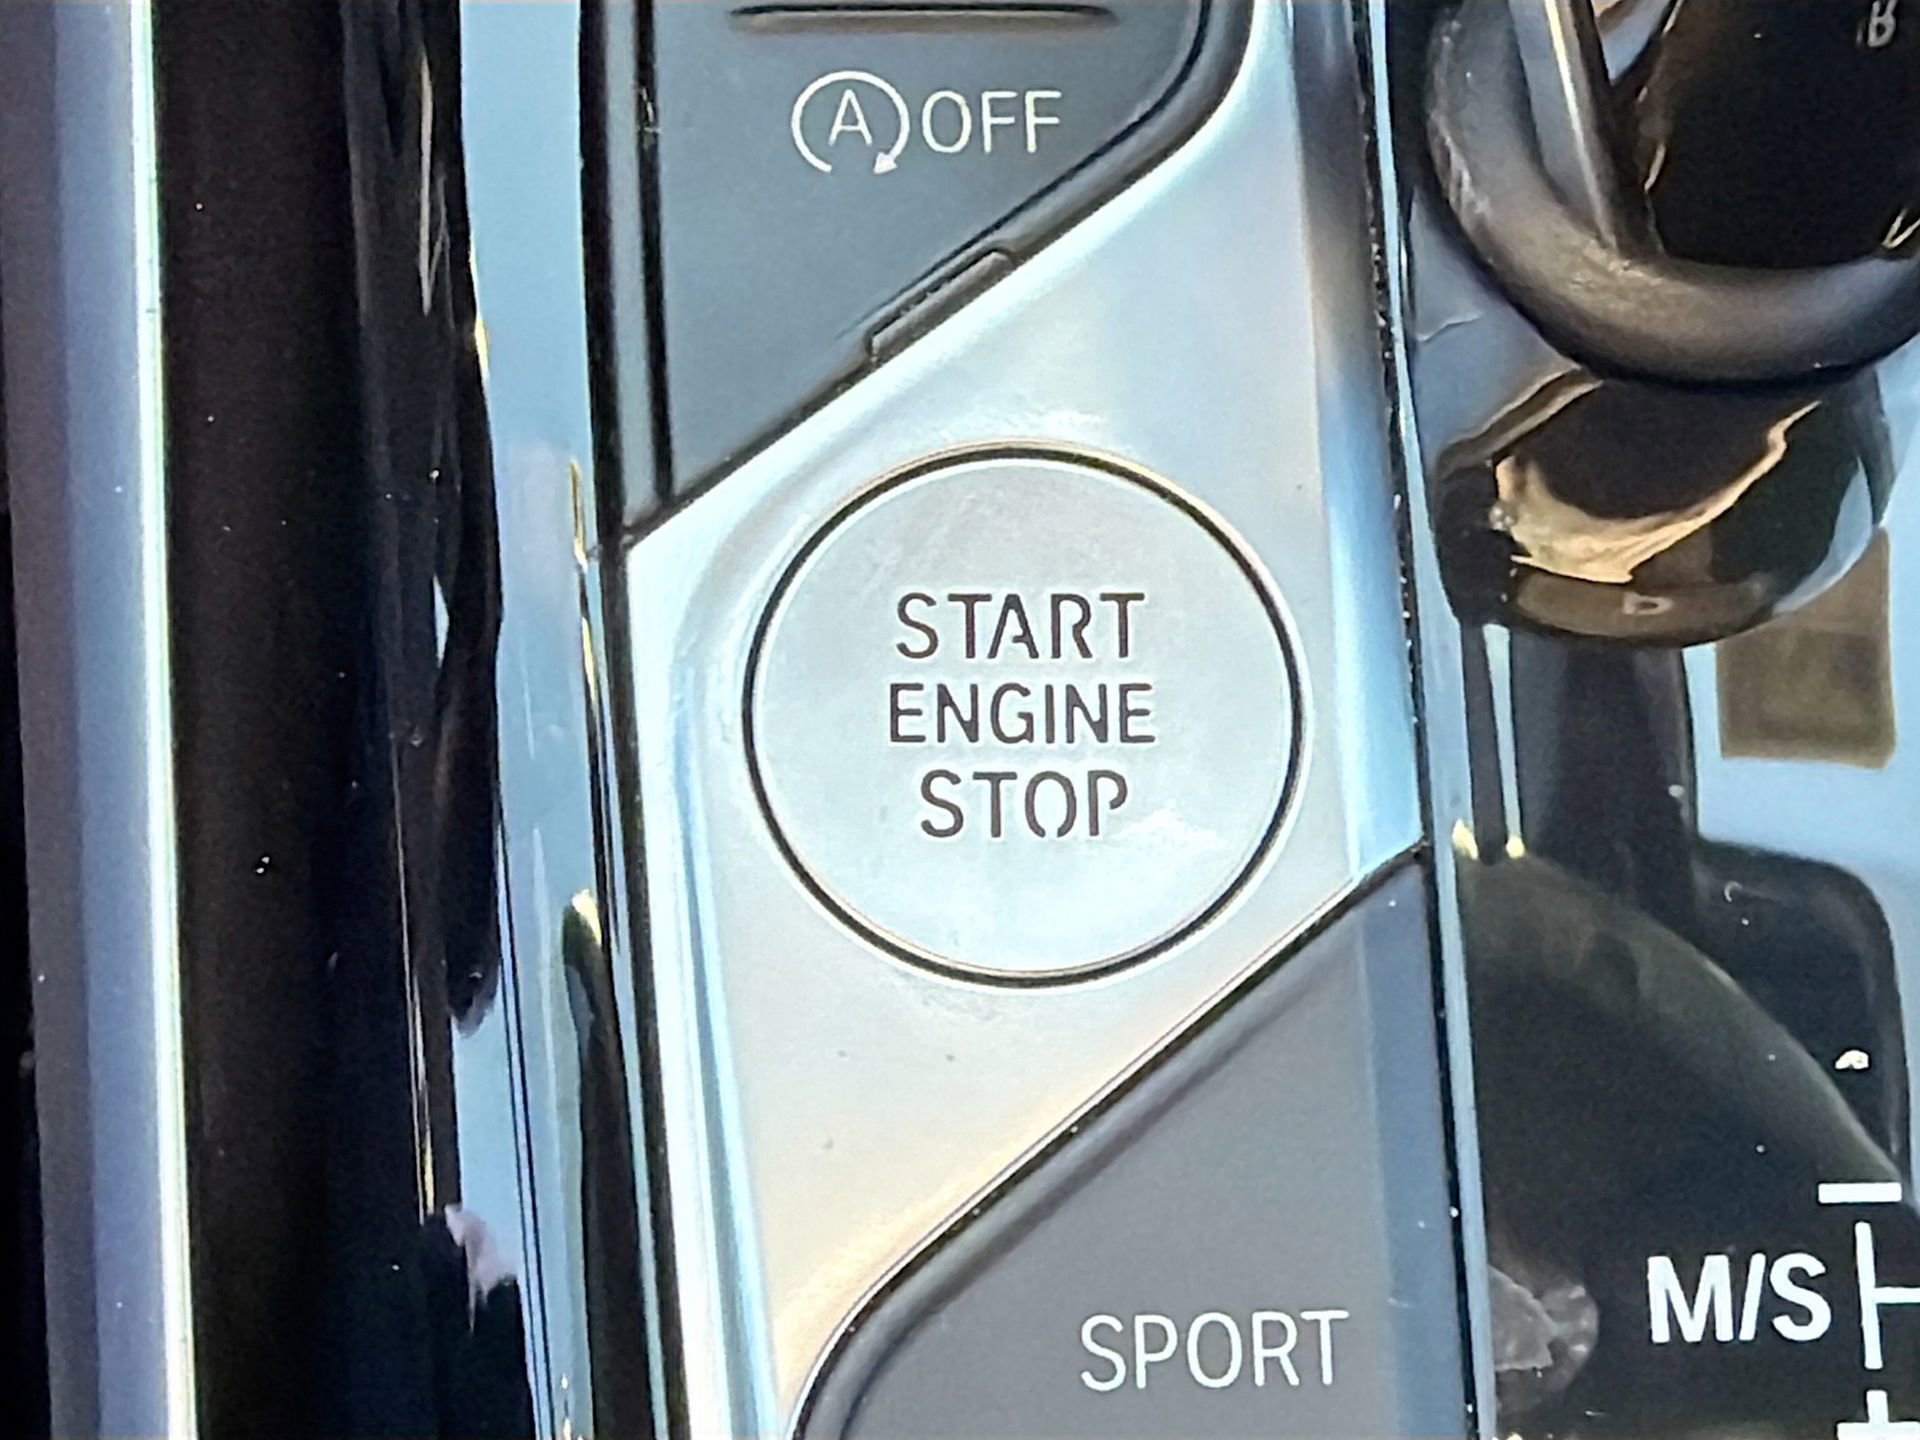 R
A OFF
START
ENGINE
STOP
M/S
SPORT